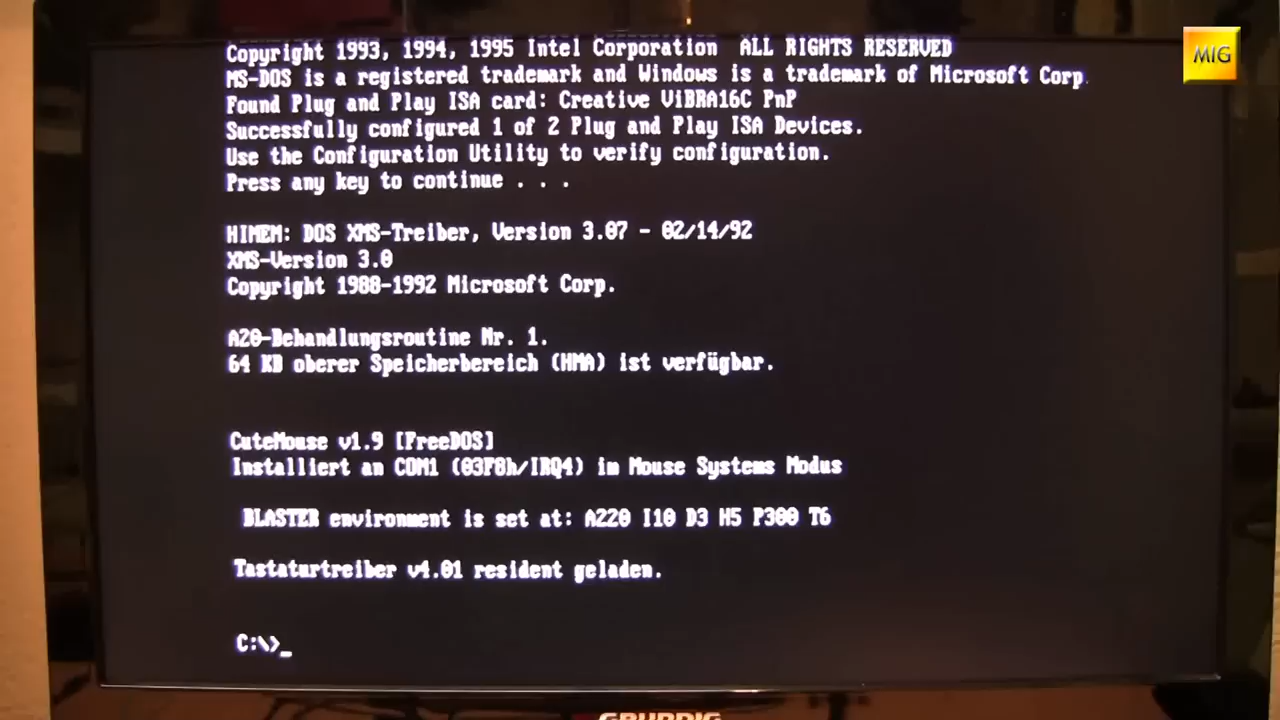 Copyright 1993, 1994, 1995 Intel Corporation ALL RIGHTS RESERVED
MS-DOS is a registered trademark and Windows is a trademark of Microsoft Corp.
Found Plug and Play ISA card: Creative ViBRA16C PnP
Successfully configured 1 of 2 Plug and Play ISA Devices.
Use the Configuration Utility to verify configuration.
Press any key to continue . . .
HIMEM: DOS XMS-Treiber, Version 3.07 - 02/14/92
XMS-Version 3.0
Copyright 1988-1992 Microsoft Corp.
A20-Behandlungsroutine Nr. 1.
64 KB oberer Speicherbereich (HMA) ist verfügbar.
CuteMouse v1.9 [FreeDOS]
Installiert an COM1 (03F8h/IRQ4) im Mouse Systems Modus
BLASTER environment is set at: A220 I10 D3 H5 P300 T6
Tastaturtreiber v4.01 resident geladen.
C:\>_
MIG
GRUNDIG